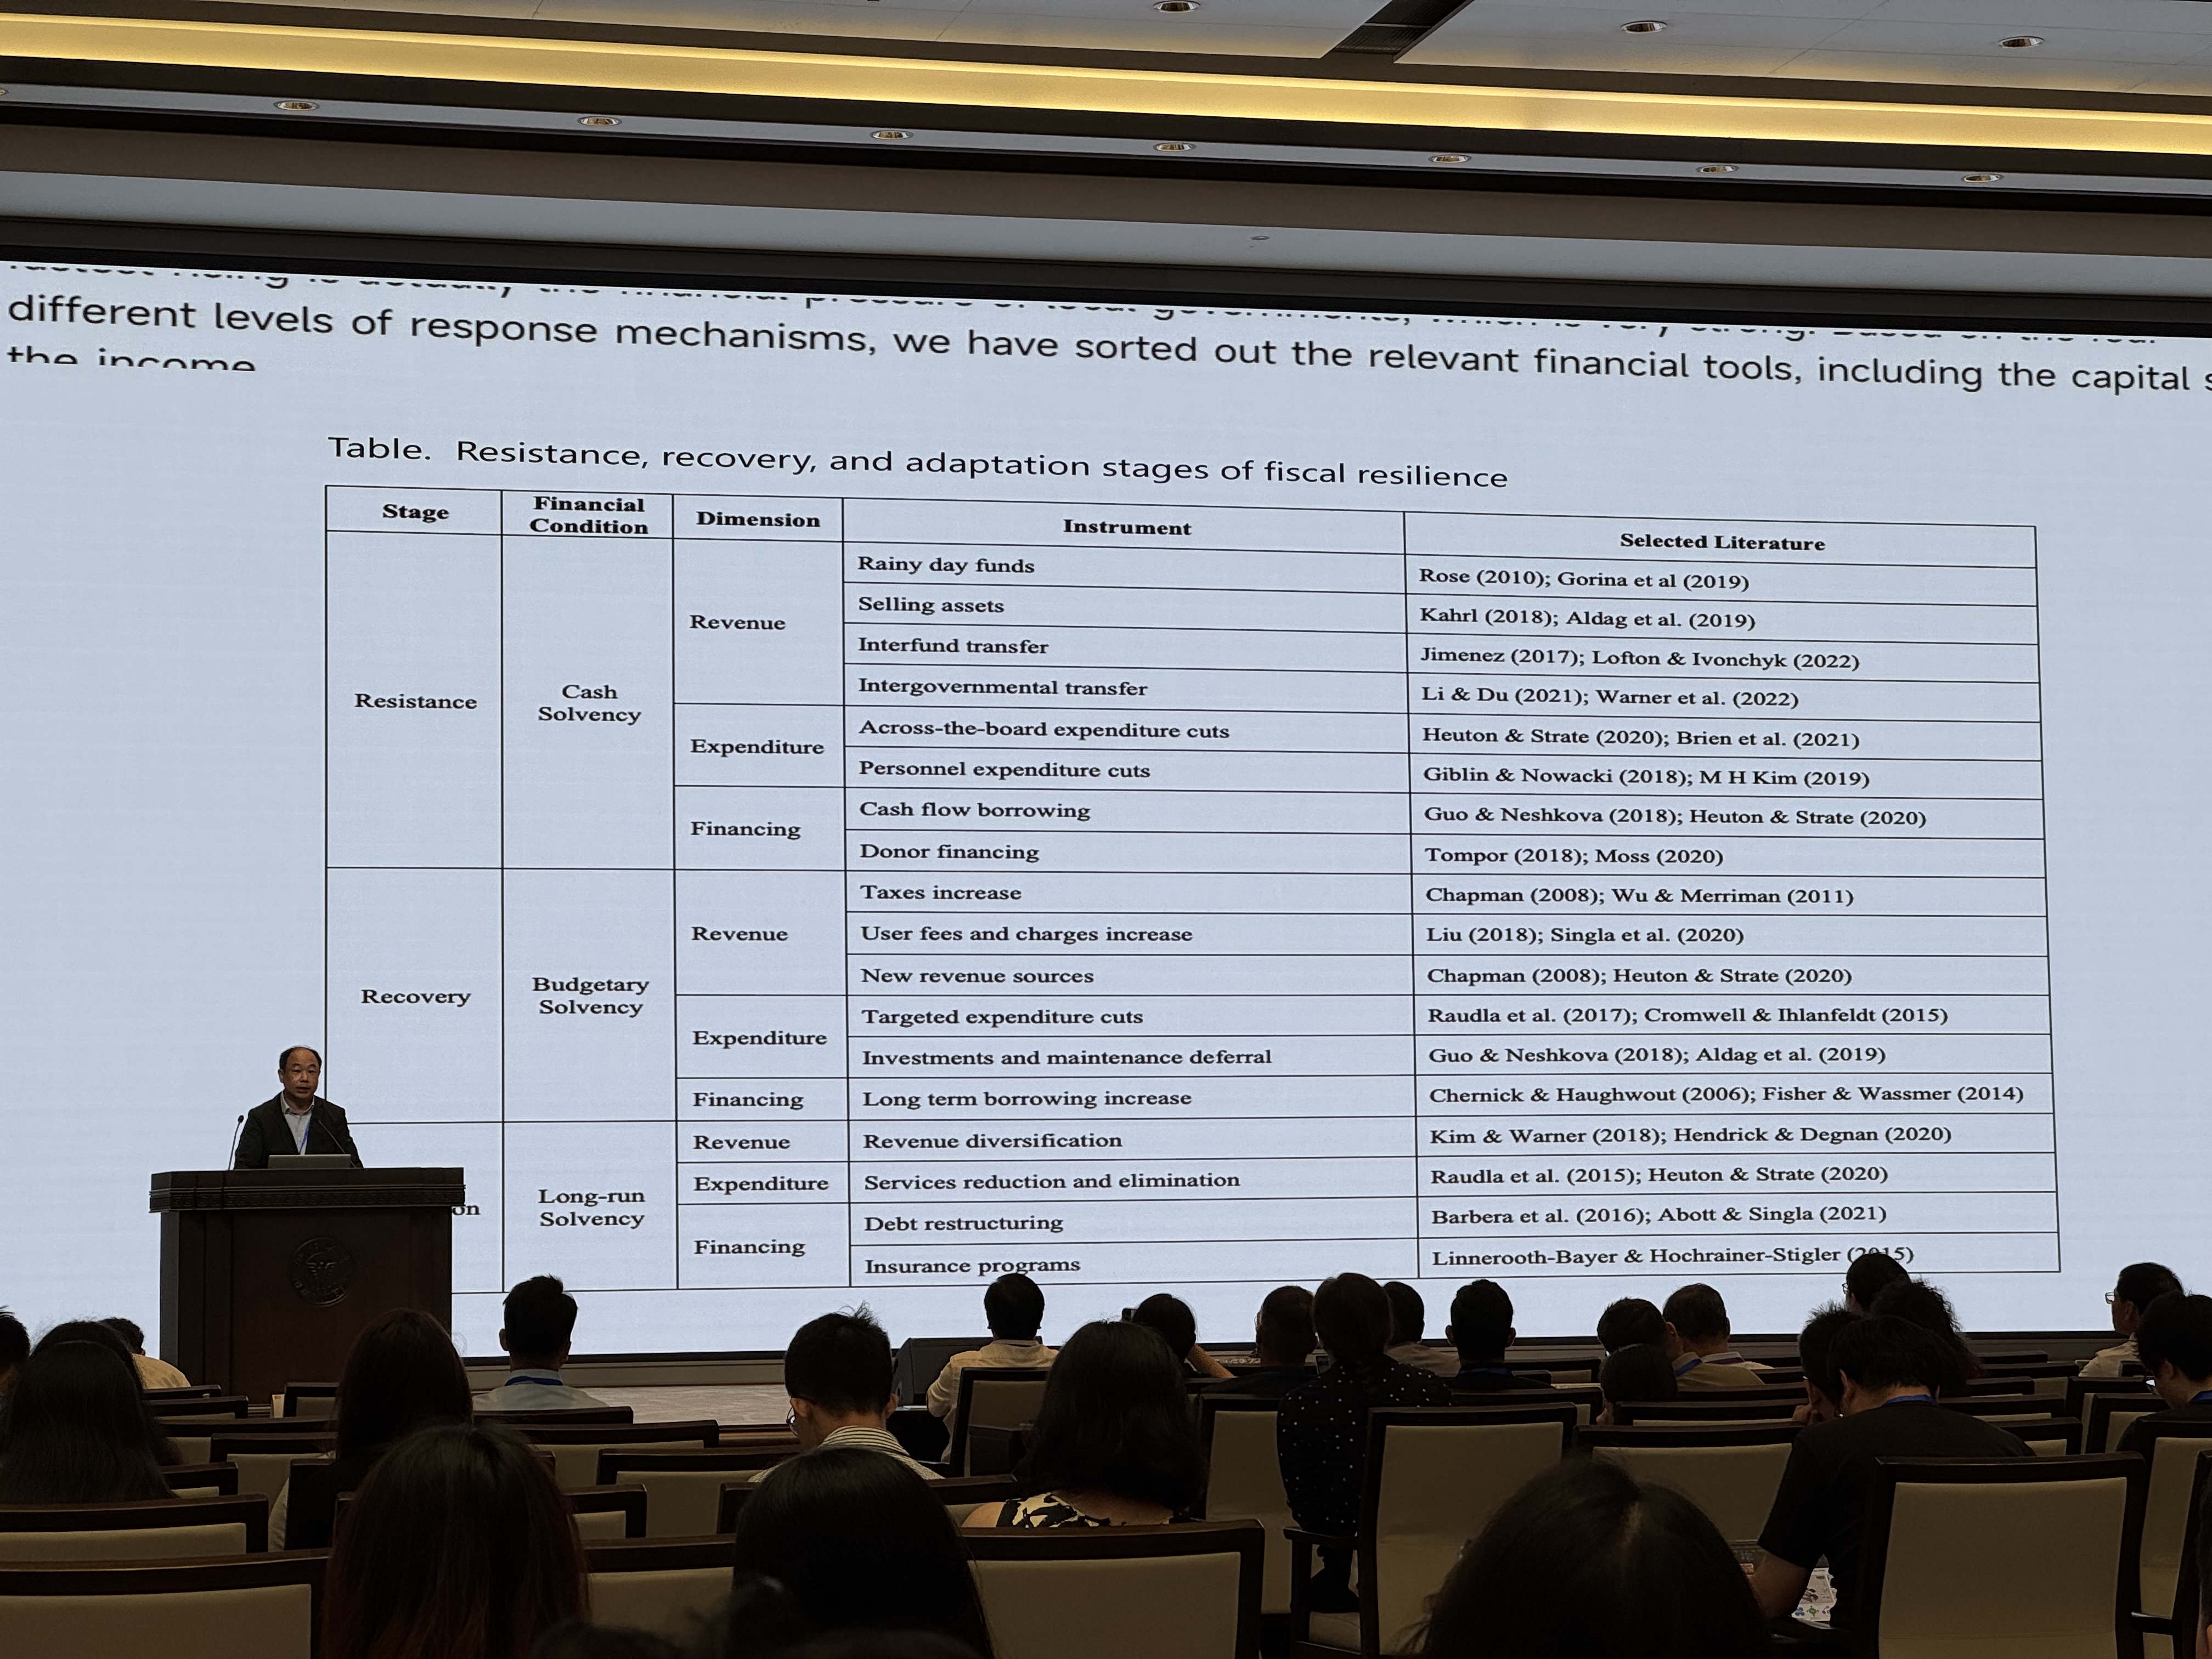 different levels of response mechanisms, we have sorted out the relevant financial tools, including the capital
the income
Table. Resistance, recovery, and adaptation stages of fiscal resilience
Stage Financial Condition Dimension Instrument Selected Literature
Resistance Cash Solvency Revenue Rainy day funds Rose (2010); Gorina et al (2019)
Selling assets Kahrl (2018); Aldag et al. (2019)
Interfund transfer Jimenez (2017); Lofton & Ivonchyk (2022)
Intergovernmental transfer Li & Du (2021); Warner et al. (2022)
Expenditure Across-the-board expenditure cuts Heuton & Strate (2020); Brien et al. (2021)
Personnel expenditure cuts Giblin & Nowacki (2018); M H Kim (2019)
Financing Cash flow borrowing Guo & Neshkova (2018); Heuton & Strate (2020)
Donor financing Tompor (2018); Moss (2020)
Recovery Budgetary Solvency Revenue Taxes increase Chapman (2008); Wu & Merriman (2011)
User fees and charges increase Liu (2018); Singla et al. (2020)
New revenue sources Chapman (2008); Heuton & Strate (2020)
Expenditure Targeted expenditure cuts Raudla et al. (2017); Cromwell & Ihlanfeldt (2015)
Investments and maintenance deferral Guo & Neshkova (2018); Aldag et al. (2019)
Financing Long term borrowing increase Chernick & Haughwout (2006); Fisher & Wassmer (2014)
on Long-run Solvency Revenue Revenue diversification Kim & Warner (2018); Hendrick & Degnan (2020)
Expenditure Services reduction and elimination Raudla et al. (2015); Heuton & Strate (2020)
Financing Debt restructuring Barbera et al. (2016); Abott & Singla (2021)
Insurance programs Linnerooth-Bayer & Hochrainer-Stigler (2015)